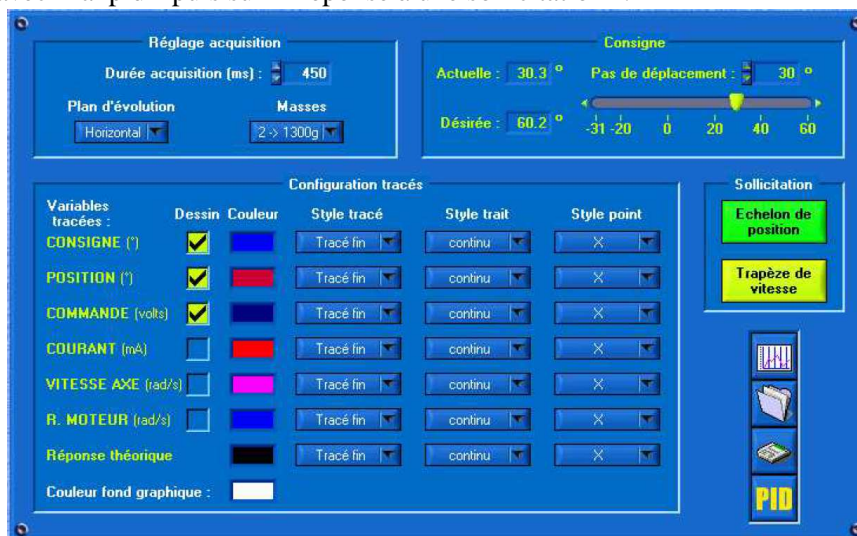 Réglage acquisition
Durée acquisition (ms) : 450
Plan d'évolution Masses
Horizontal 2 -> 1300g
Consigne
Actuelle : 30.3 ° Pas de déplacement : 30 °
Désirée : 60.2 °
-31 -20 0 20 40 60
Configuration tracés
Variables tracées : Dessin Couleur Style tracé Style trait Style point
CONSIGNE (°) Tracé fin continu X
POSITION (°) Tracé fin continu X
COMMANDE (volts) Tracé fin continu X
COURANT (mA) Tracé fin continu X
VITESSE AXE (rad/s) Tracé fin continu X
R. MOTEUR (rad/s) Tracé fin continu X
Réponse théorique Tracé fin continu X
Couleur fond graphique :
Sollicitation
Echelon de
position
Trapèze de
vitesse
PID